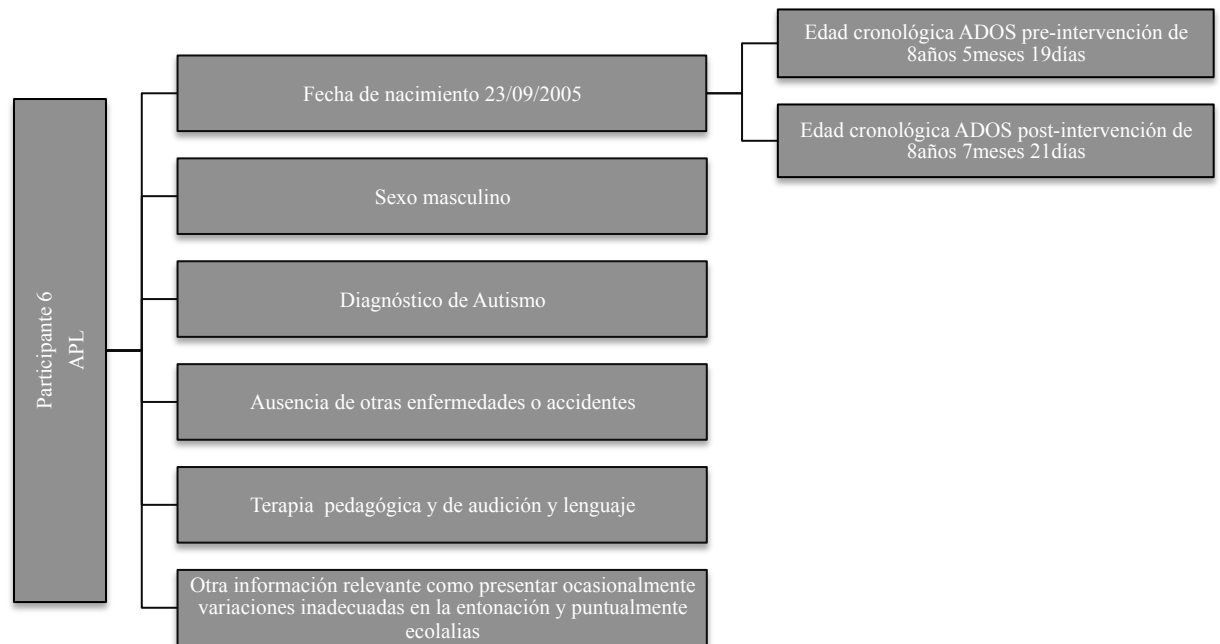 Participante 6
APL
Fecha de nacimiento 23/09/2005
Edad cronológica ADOS pre-intervención de
8años 5meses 19días
Edad cronológica ADOS post-intervención de
8años 7meses 21días
Sexo masculino
Diagnóstico de Autismo
Ausencia de otras enfermedades o accidentes
Terapia  pedagógica y de audición y lenguaje
Otra información relevante como presentar ocasionalmente
variaciones inadecuadas en la entonación y puntualmente
ecolalias